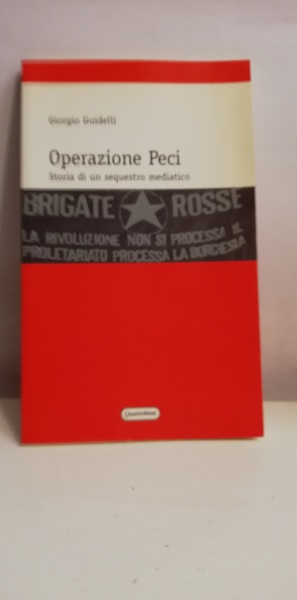 Giorgio Guidelli
Operazione Peci
Storia di un sequestro mediatico
BRIGATE ROSSE
LA RIVOLUZIONE NON SI PROCESSA IL
PROLETARIATO PROCESSA LA BORGHESIA
QuattroVenti